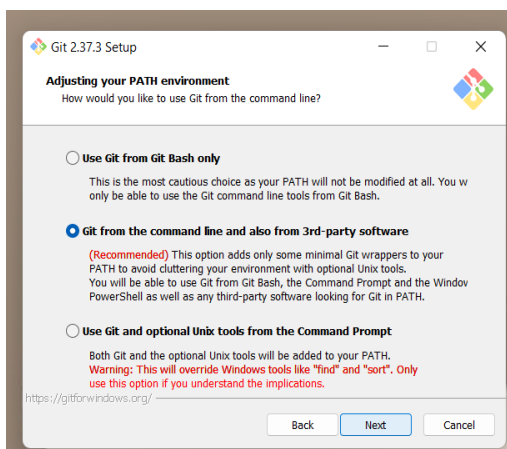 Git 2.37.3 Setup
Adjusting your PATH environment
How would you like to use Git from the command line?
Use Git from Git Bash only
This is the most cautious choice as your PATH will not be modified at all. You w
only be able to use the Git command line tools from Git Bash.
Git from the command line and also from 3rd-party software
(Recommended) This option adds only some minimal Git wrappers to your
PATH to avoid cluttering your environment with optional Unix tools.
You will be able to use Git from Git Bash, the Command Prompt and the Window
PowerShell as well as any third-party software looking for Git in PATH.
Use Git and optional Unix tools from the Command Prompt
Both Git and the optional Unix tools will be added to your PATH.
Warning: This will override Windows tools like "find" and "sort". Only
use this option if you understand the implications.
https://gitforwindows.org/
Back Next Cancel